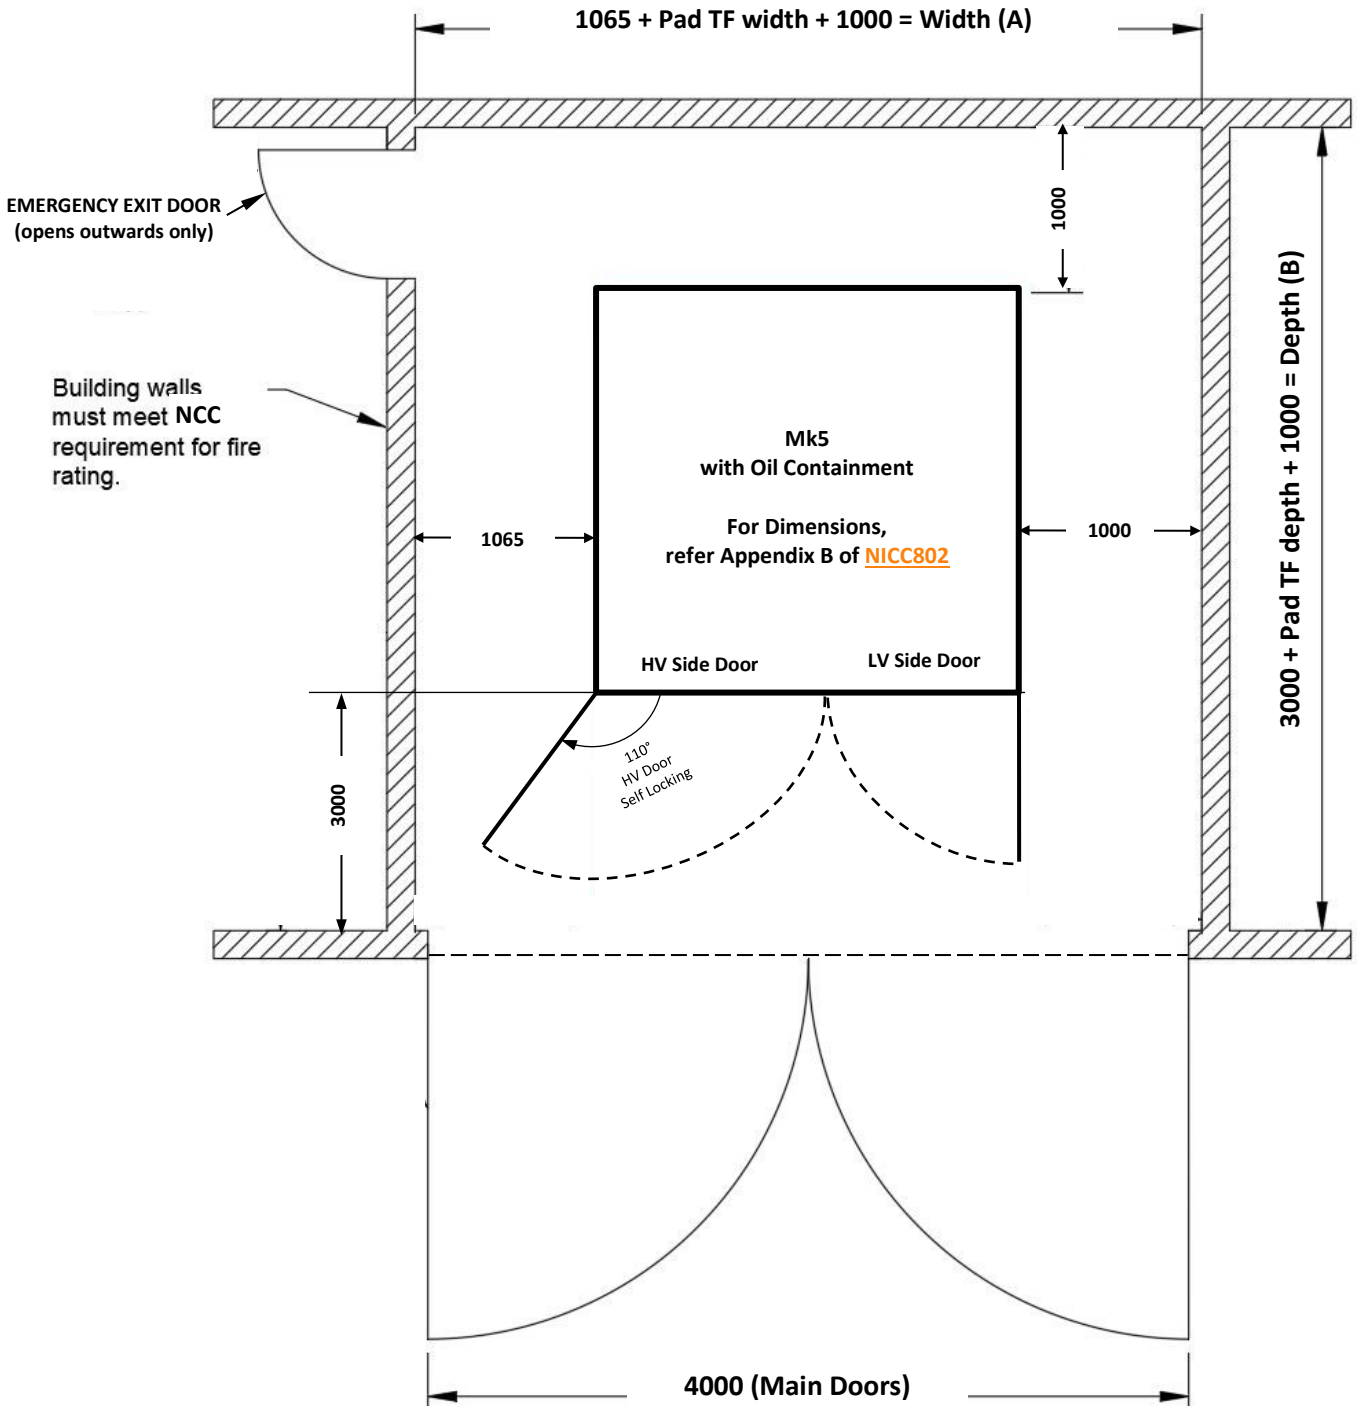 1065 + Pad TF width + 1000 = Width (A)
1000
EMERGENCY EXIT DOOR
(opens outwards only)
3000 + Pad TF depth + 1000 = Depth (B)
Building walls
must meet NCC
requirement for fire
rating.
Mk5
with Oil Containment
For Dimensions,
refer Appendix B of NICC802
1065
1000
HV Side Door
LV Side Door
110°
HV Door
Self Locking
3000
4000 (Main Doors)